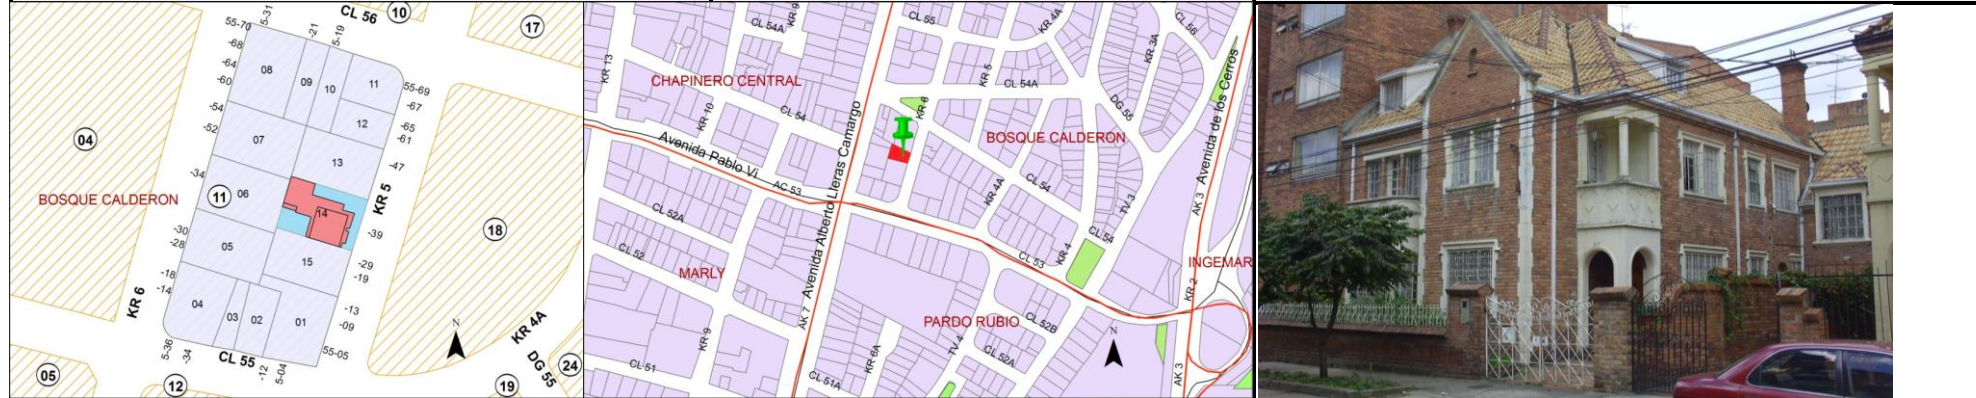 CL 56
10
17
5-31
55-70
-21
5-19
-68
-64
-60
-54
-52
-34
08
09
10
11
55-69
-67
12
-65
-61
07
13
-47
04
BOSQUE CALDERON
11
06
14
KR 5
-39
18
-30
-28
05
15
-29
-19
-18
-14
KR 6
04
03
02
01
-13
-09
55-05
5-36
-34
CL 55
-12
5-04
N
KR 4A
DG 55
24
05
12
19
KR 9
CL 54A
CL 55
KR 4A
CL 56
KR 13
CHAPINERO CENTRAL
KR 5
KR 3A
CL 54A
KR 10
CL 54
KR 6
DG 55
Avenida de los Cerros
Avenida Pablo Vi
AC 53
BOSQUE CALDERON
Avenida Alberto Lleras Camargo
CL 54
KR 4A
TV 3
AK 3
CL 52A
CL 54
CL 52
MARLY
CL 53
KR 4
INGEMAR
KR 2
PARDO RUBIO
CL 52B
N
AK 7
KR 9
KR 6A
TV 4
CL 52A
CL 51
CL 51A
AK 3